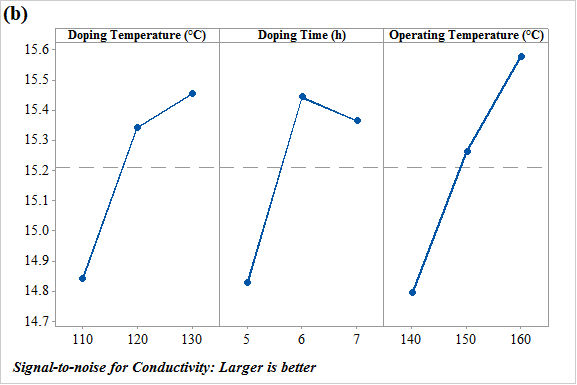 (b)
Doping Temperature (°C) Doping Time (h) Operating Temperature (°C)
15.6
15.5
15.4
15.3
15.2
15.1
15.0
14.9
14.8
14.7
110 120 130 5 6 7 140 150 160
Signal-to-noise for Conductivity: Larger is better